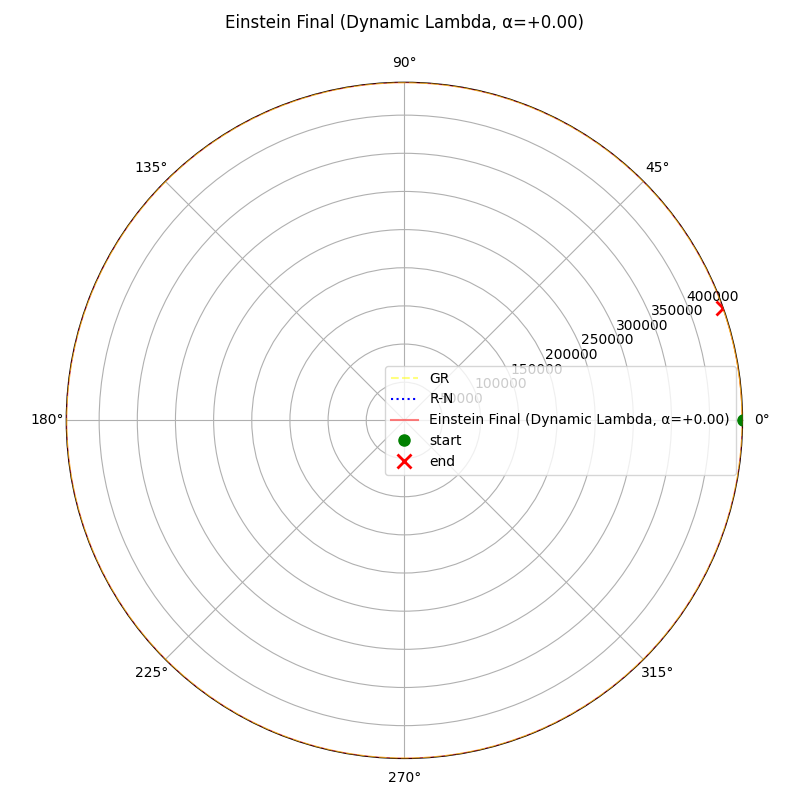 Einstein Final (Dynamic Lambda, α=+0.00)
90°
135°
45°
400000
350000
300000
250000
200000
150000
100000
GR
R-N
Einstein Final (Dynamic Lambda, α=+0.00)
start
end
180°
0°
225°
315°
270°